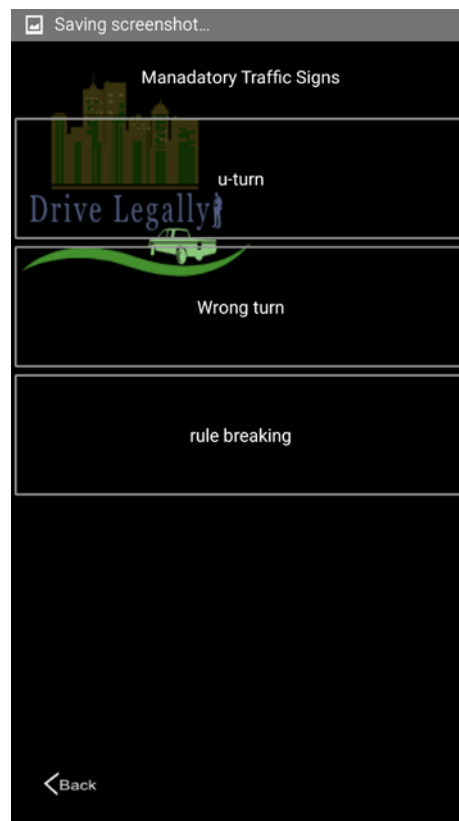 Saving screenshot...
Manadatory Traffic Signs
u-turn
Drive Legally
Wrong turn
rule breaking
Back